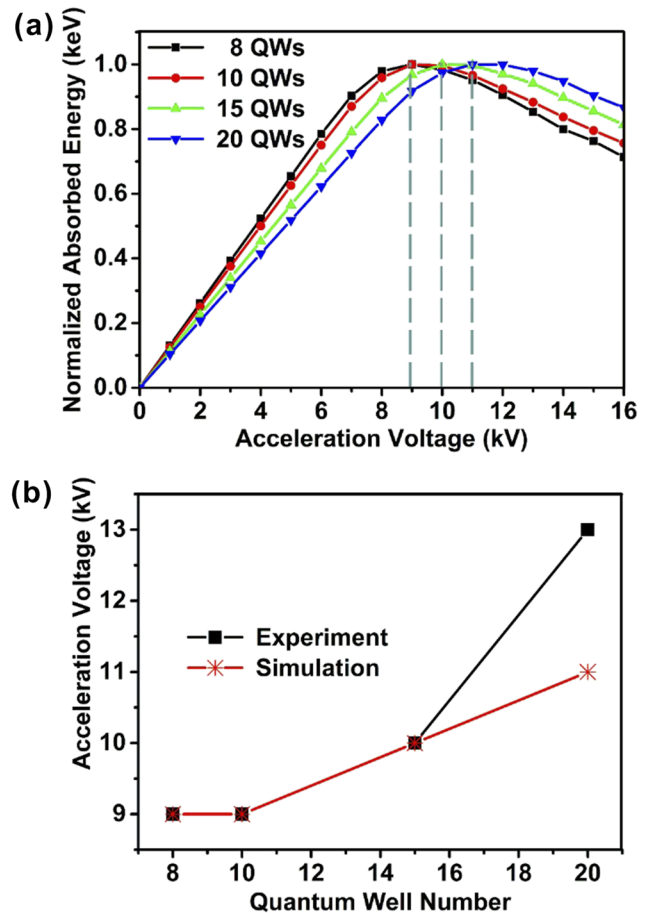 (a)
Normalized Absorbed Energy (keV)
1.0
0.8
0.6
0.4
0.2
0.0
8 QWs
10 QWs
15 QWs
20 QWs
0 2 4 6 8 10 12 14 16
Acceleration Voltage (kV)
(b)
Acceleration Voltage (kV)
13
12
11
10
9
Experiment
Simulation
8 10 12 14 16 18 20
Quantum Well Number